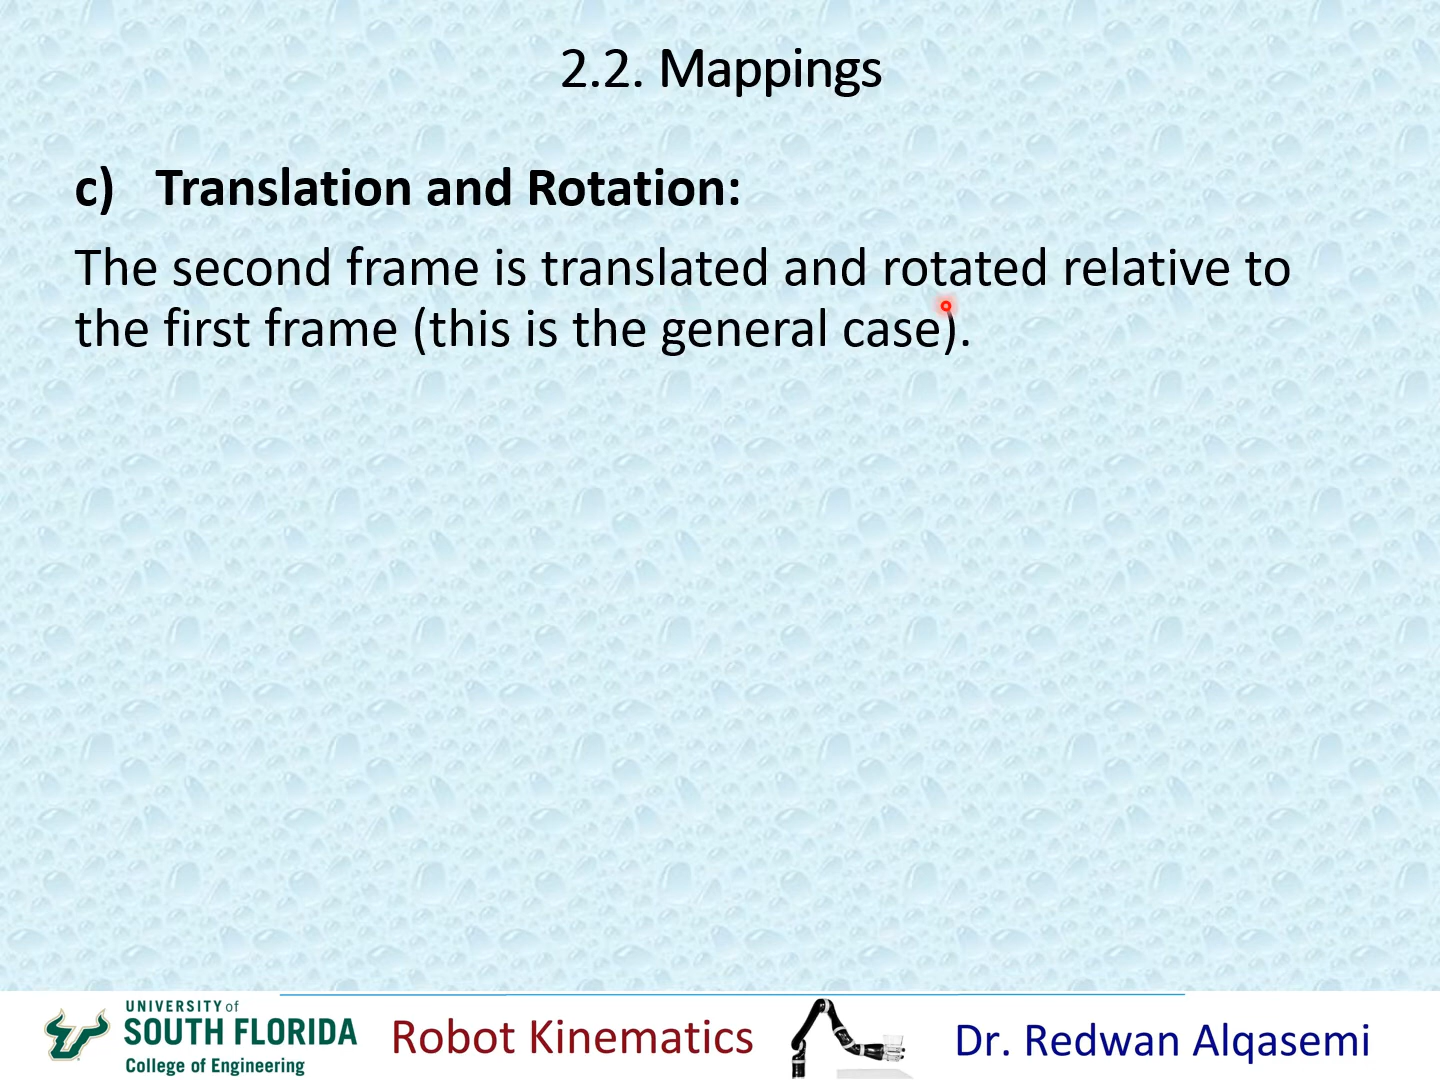 2.2. Mappings
c) Translation and Rotation:
The second frame is translated and rotated relative to
the first frame (this is the general case).
UNIVERSITY of
SOUTH FLORIDA
College of Engineering
Robot Kinematics
Dr. Redwan Alqasemi